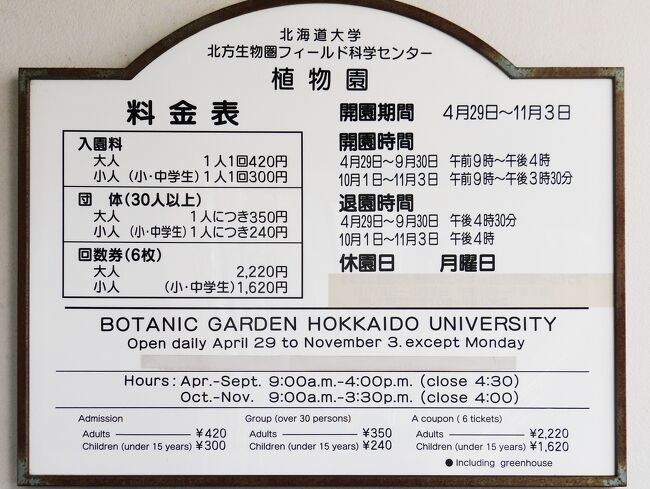 北海道大学
北方生物圏フィールド科学センター
植物園
料金表
入園料
大人 1人1回420円
小人 (小・中学生) 1人1回300円
団 体 (30人以上)
大人 1人につき350円
小人 (小・中学生) 1人につき240円
回数券 (6枚)
大人 2,220円
小人 (小・中学生) 1,620円
開園期間 4月29日～11月3日
開園時間
4月29日～9月30日 午前9時～午後4時
10月1日～11月3日 午前9時～午後3時30分
退園時間
4月29日～9月30日 午後4時30分
10月1日～11月3日 午後4時
休園日 月曜日
BOTANIC GARDEN HOKKAIDO UNIVERSITY
Open daily April 29 to November 3. except Monday
Hours : Apr.-Sept. 9:00a.m.-4:00p.m. (close 4:30)
Oct.-Nov. 9:00a.m.-3:30p.m. (close 4:00)
Admission
Adults ¥420
Children (under 15 years) ¥300
Group (over 30 persons)
Adults ¥350
Children (under 15 years) ¥240
A coupon ( 6 tickets)
Adults ¥2,220
Children (under 15 years) ¥1,620
● Including greenhouse